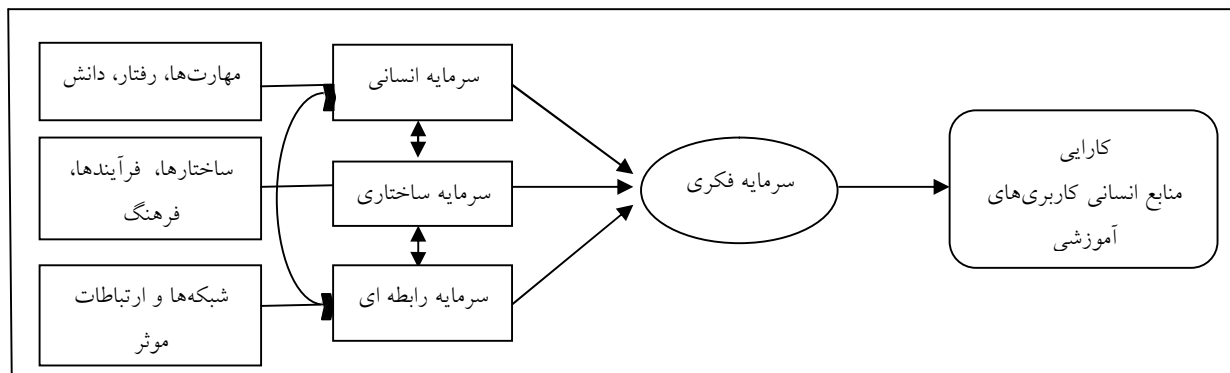 مهارت‌ها، رفتار، دانش
ساختارها، فرآیندها،
فرهنگ
شبکه‌ها و ارتباطات
موثر
سرمایه انسانی
سرمایه ساختاری
سرمایه رابطه ای
سرمایه فکری
کارایی
منابع انسانی کاربری‌های
آموزشی